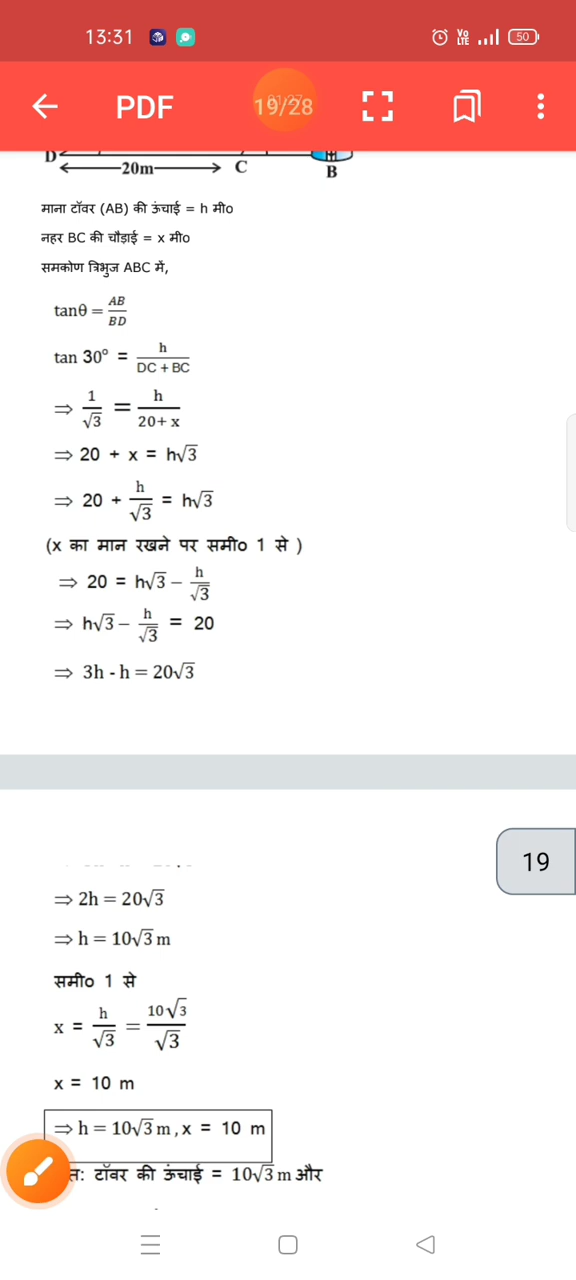 13:31 Vo LTE 50
PDF 19/28
D 20m C B
माना टॉवर (AB) की ऊंचाई = h मी०
नहर BC की चौड़ाई = x मी०
समकोण त्रिभुज ABC में,
tanθ = AB/BD
tan 30° = h/(DC + BC)
⇒ 1/√3 = h/(20+ x)
⇒ 20 + x = h√3
⇒ 20 + h/√3 = h√3
(x का मान रखने पर समी० 1 से )
⇒ 20 = h√3 − h/√3
⇒ h√3 − h/√3 = 20
⇒ 3h - h = 20√3
19
⇒ 2h = 20√3
⇒ h = 10√3 m
समी० 1 से
x = h/√3 = 10√3/√3
x = 10 m
⇒ h = 10√3 m , x = 10 m
त: टॉवर की ऊंचाई = 10√3 m और